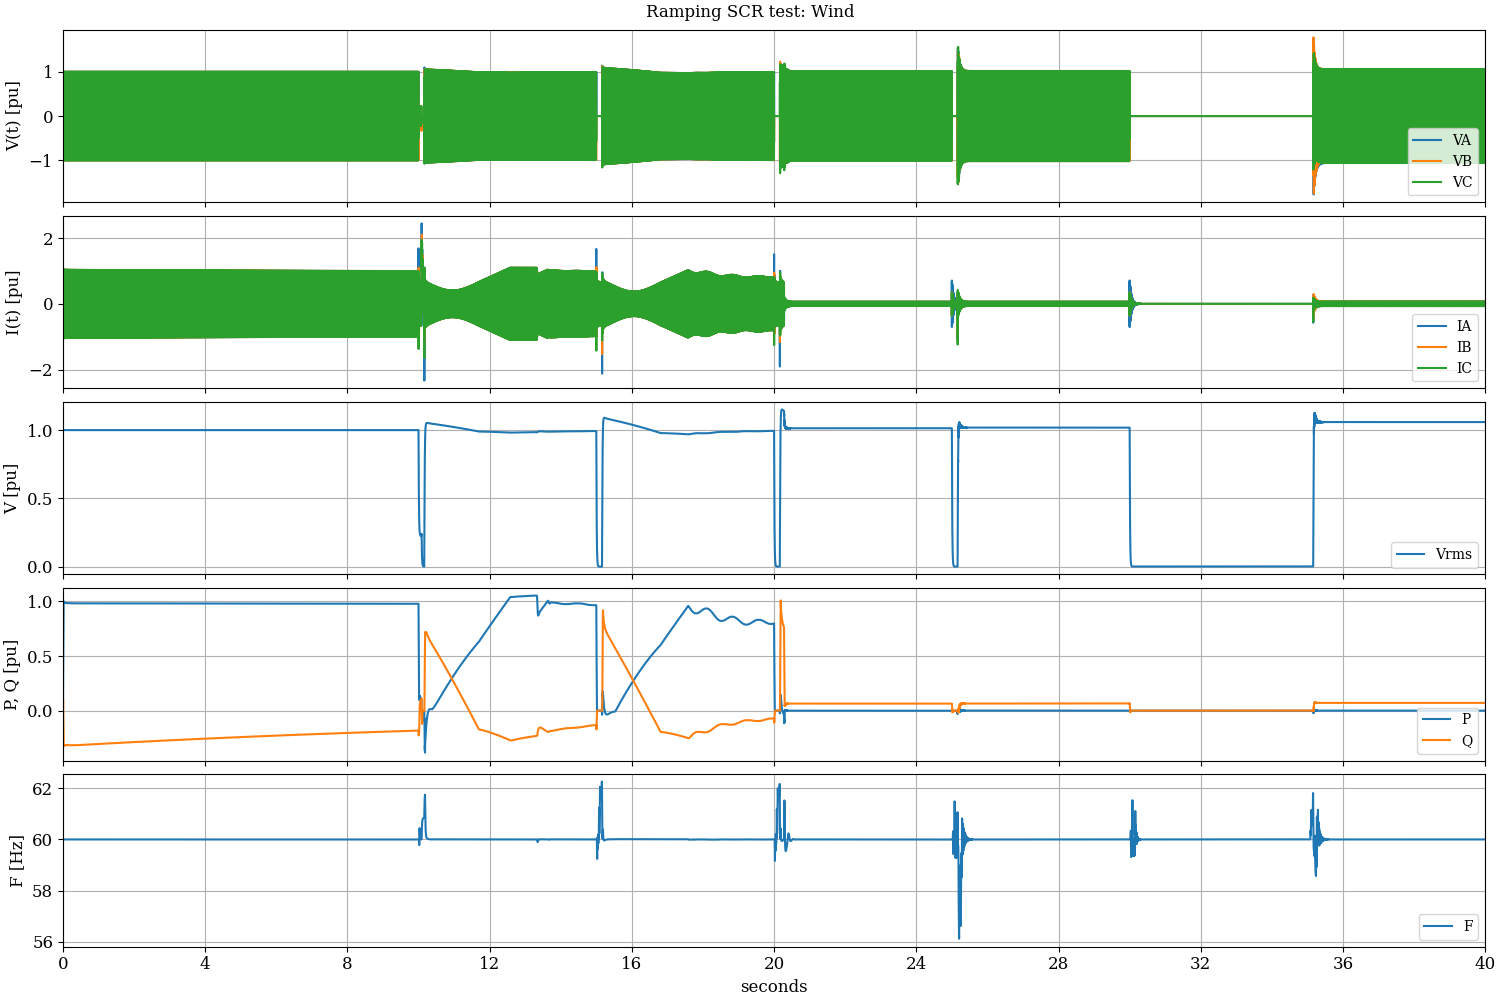 Ramping SCR test: Wind
V(t) [pu]
1
0
−1
VA
VB
VC
I(t) [pu]
2
0
−2
IA
IB
IC
V [pu]
1.0
0.5
0.0
Vrms
P, Q [pu]
1.0
0.5
0.0
P
Q
F [Hz]
62
60
58
56
F
0 4 8 12 16 20 24 28 32 36 40
seconds